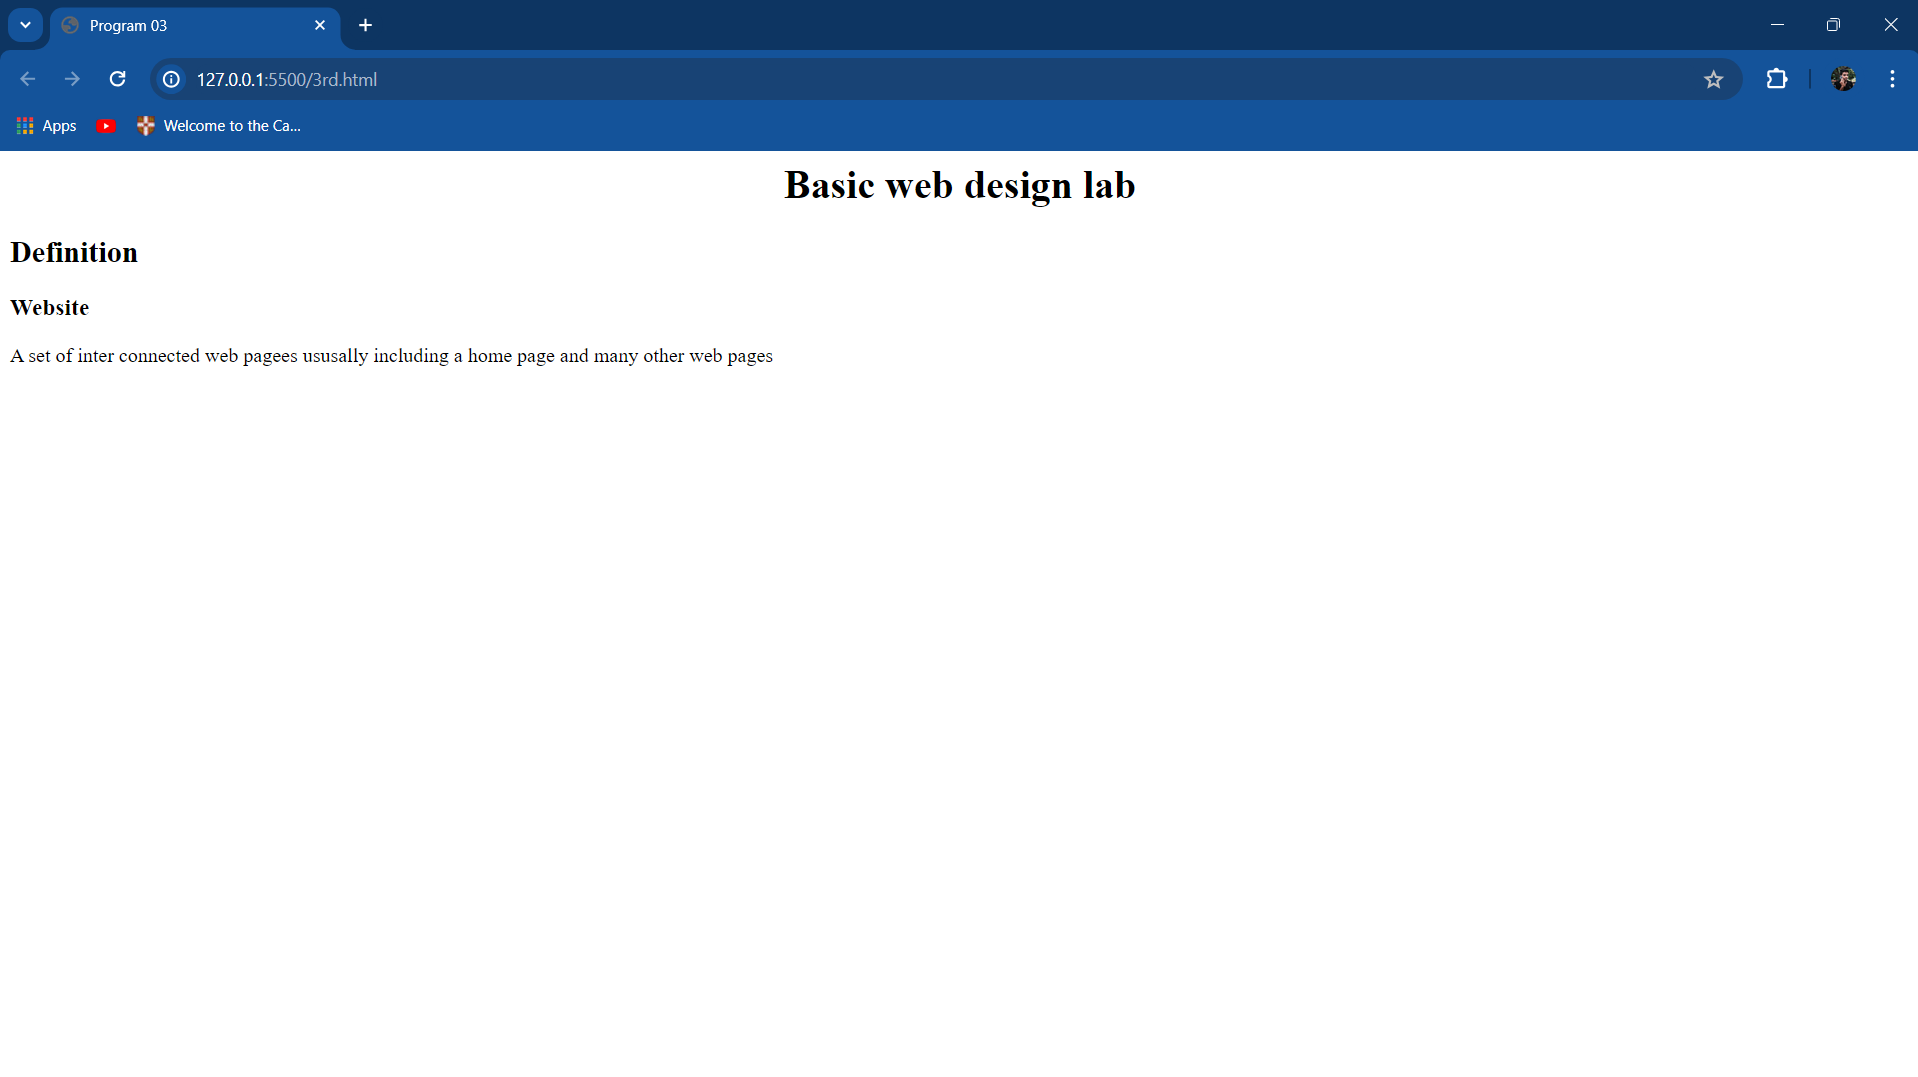 Program 03
127.0.0.1:5500/3rd.html
Apps
Welcome to the Ca...
Basic web design lab
Definition
Website
A set of inter connected web pagees ususally including a home page and many other web pages